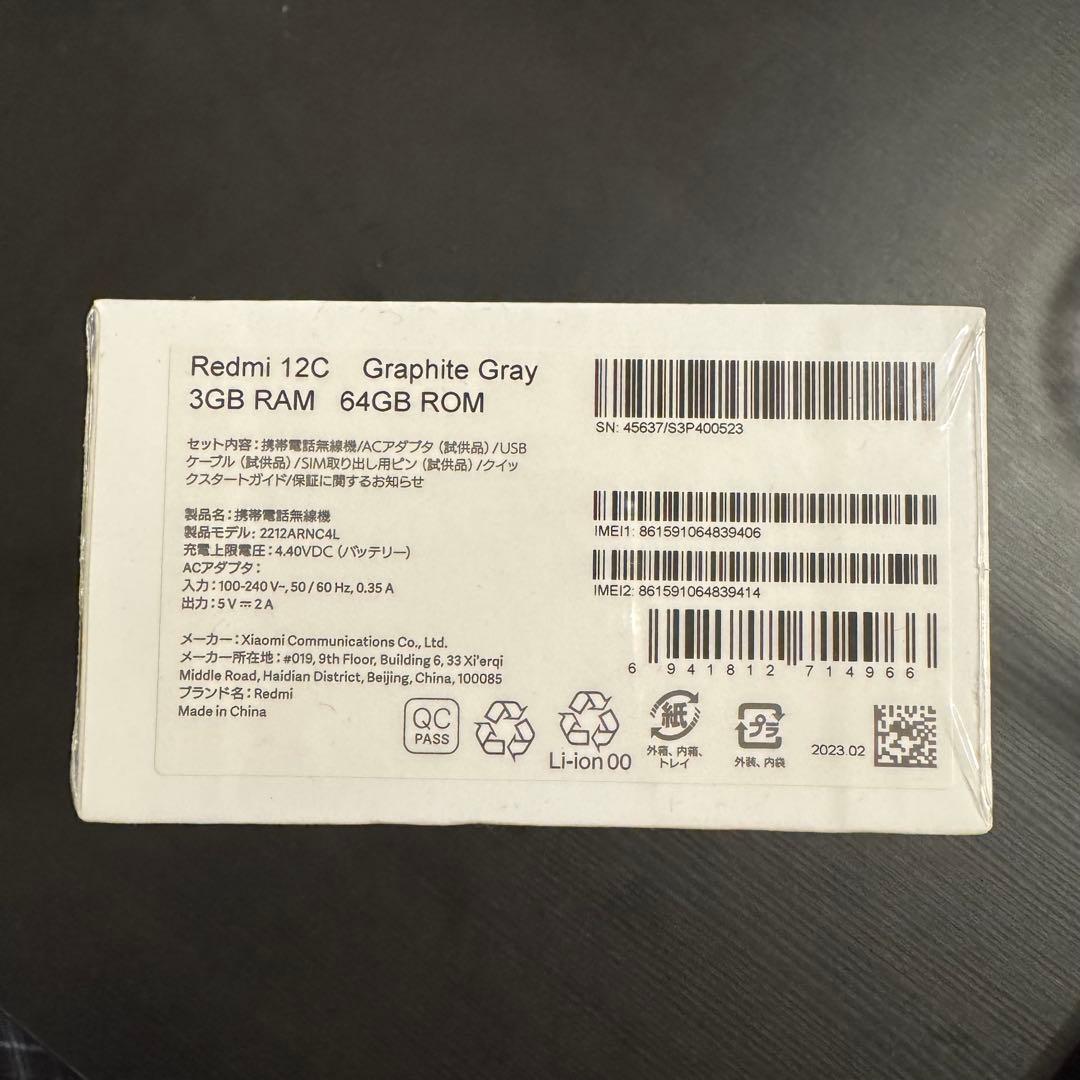 Redmi 12C Graphite Gray
3GB RAM 64GB ROM
セット内容：携帯電話無線機/ACアダプタ（試供品）/USB
ケーブル（試供品）/SIM取り出し用ピン（試供品）/クイッ
クスタートガイド/保証に関するお知らせ
製品名：携帯電話無線機
製品モデル：2212ARNC4L
充電上限電圧：4.40VDC（バッテリー）
ACアダプタ：
入力：100-240 V~, 50 / 60 Hz, 0.35 A
出力：5 V⎓2 A
メーカー：Xiaomi Communications Co., Ltd.
メーカー所在地：#019, 9th Floor, Building 6, 33 Xi'erqi
Middle Road, Haidian District, Beijing, China, 100085
ブランド名：Redmi
Made in China
SN: 45637/S3P400523
IMEI1: 861591064839406
IMEI2: 861591064839414
6 941812 714966
QC
PASS
Li-ion 00
紙
外箱、内箱、
トレイ
プラ
外装、内袋
2023.02